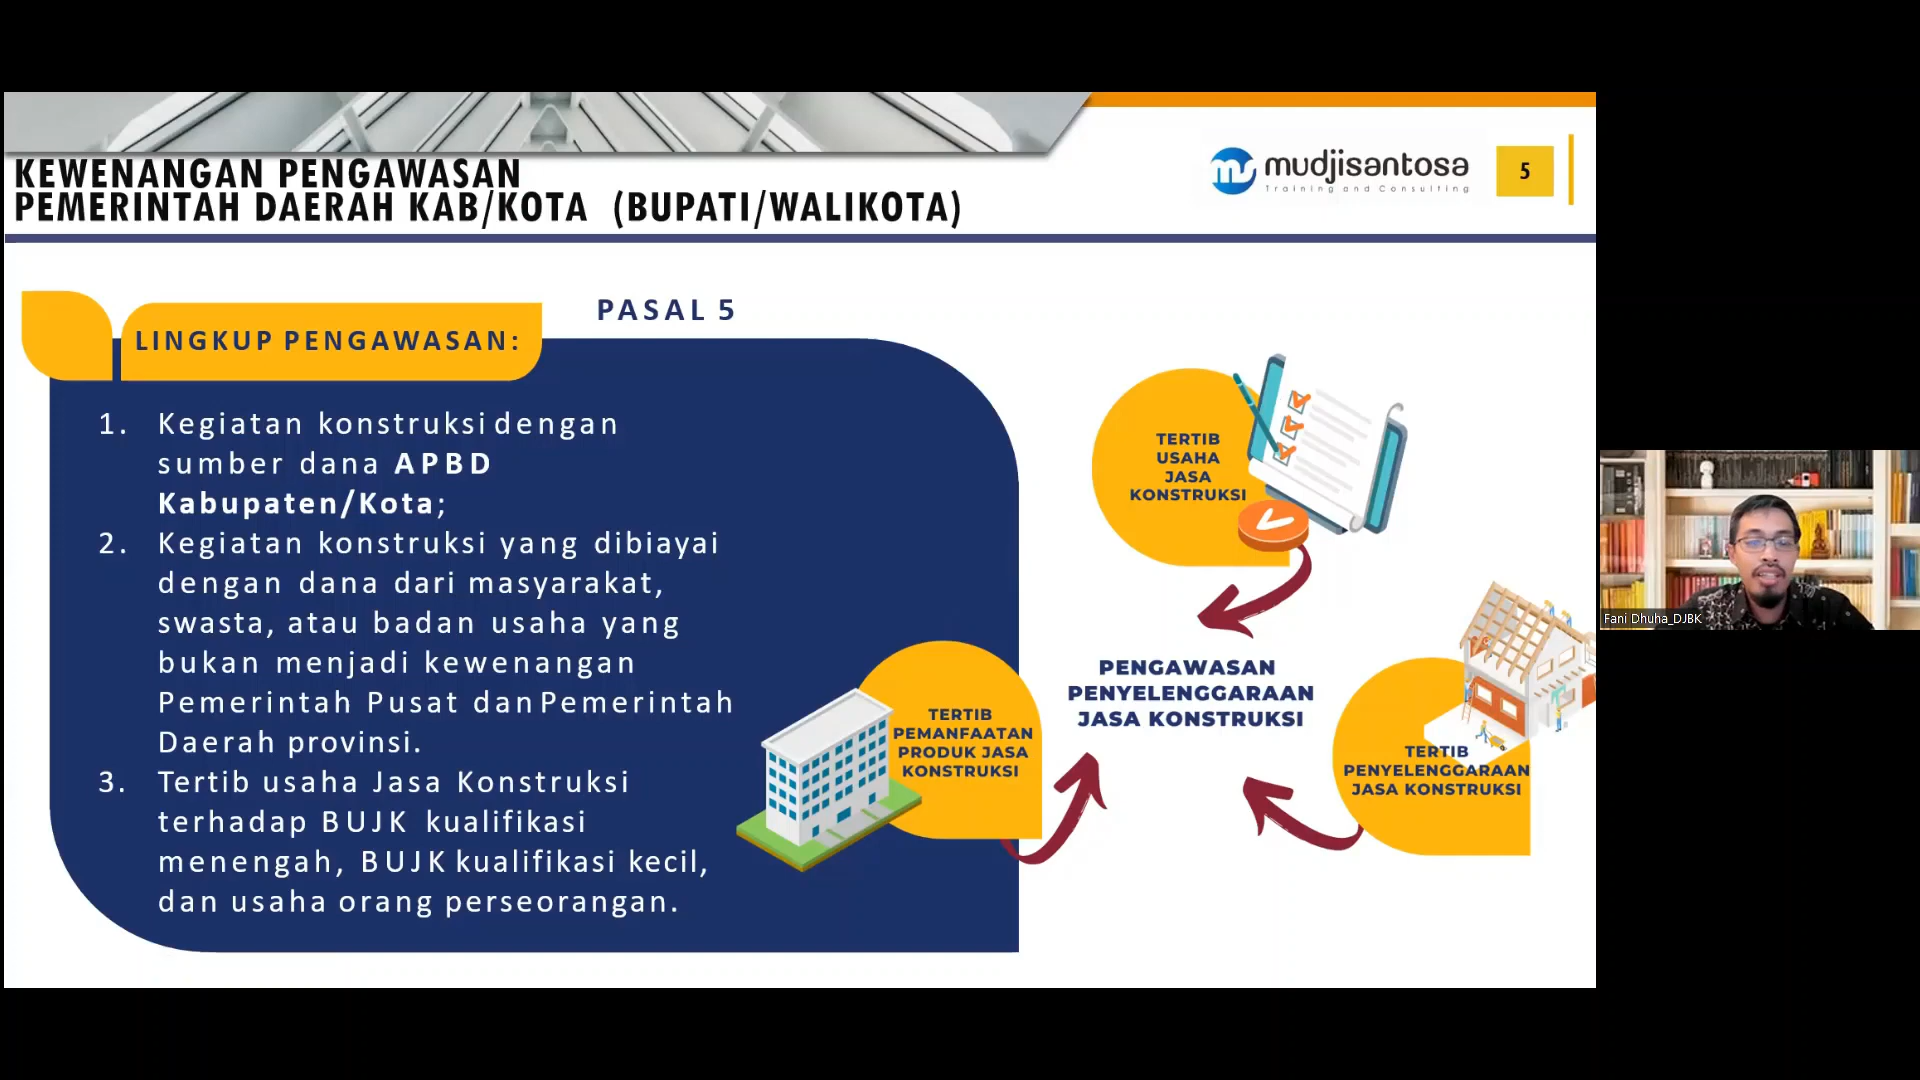 KEWENANGAN PENGAWASAN
PEMERINTAH DAERAH KAB/KOTA (BUPATI/WALIKOTA)
mudjisantosa
Training and Consulting
5
PASAL 5
LINGKUP PENGAWASAN:
1. Kegiatan konstruksi dengan
sumber dana APBD
Kabupaten/Kota;
2. Kegiatan konstruksi yang dibiayai
dengan dana dari masyarakat,
swasta, atau badan usaha yang
bukan menjadi kewenangan
Pemerintah Pusat dan Pemerintah
Daerah provinsi.
3. Tertib usaha Jasa Konstruksi
terhadap BUJK kualifikasi
menengah, BUJK kualifikasi kecil,
dan usaha orang perseorangan.
TERTIB
USAHA
JASA
KONSTRUKSI
PENGAWASAN
PENYELENGGARAAN
JASA KONSTRUKSI
TERTIB
PEMANFAATAN
PRODUK JASA
KONSTRUKSI
TERTIB
PENYELENGGARAAN
JASA KONSTRUKSI
Fani Dhuha_DJBK